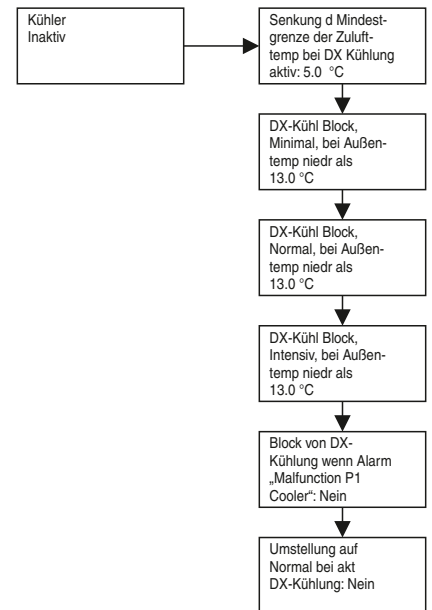 Kühler
Inaktiv
Senkung d Mindest-
grenze der Zuluft-
temp bei DX Kühlung
aktiv: 5.0  °C
DX-Kühl Block,
Minimal, bei Außen-
temp niedr als
13.0 °C
DX-Kühl Block,
Normal, bei Außen-
temp niedr als
13.0 °C
DX-Kühl Block,
Intensiv, bei Außen-
temp niedr als
13.0 °C
Block von DX-
Kühlung wenn Alarm
„Malfunction P1
Cooler“: Nein
Umstellung auf
Normal bei akt
DX-Kühlung: Nein